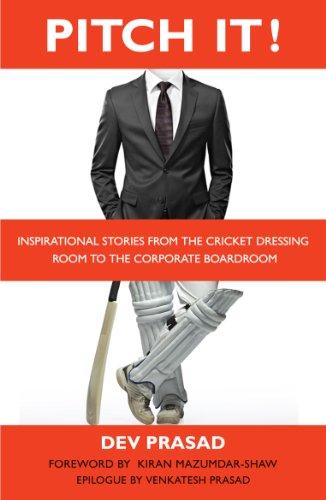 PITCH IT!
INSPIRATIONAL STORIES FROM THE CRICKET DRESSING
ROOM TO THE CORPORATE BOARDROOM
DEV PRASAD
FOREWORD BY KIRAN MAZUMDAR-SHAW
EPILOGUE BY VENKATESH PRASAD